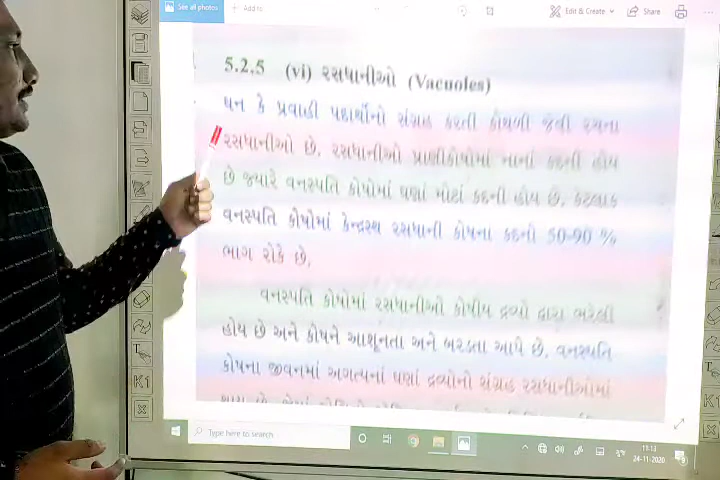 See all photos + Add to Edit & Create Share
5.2.5 (vi) રસધાનીઓ (Vacuoles)
ઘન કે પ્રવાહી પદાર્થોનો સંગ્રહ કરતી કોથળી જેવી રચના
રસધાનીઓ છે. રસધાનીઓ પ્રાણીકોષોમાં નાનાં કદની હોય
છે જ્યારે વનસ્પતિ કોષોમાં ઘણાં મોટાં કદની હોય છે. કેટલાક
વનસ્પતિ કોષોમાં કેન્દ્રસ્થ રસધાની કોષના કદનો 50-90 %
ભાગ રોકે છે.
વનસ્પતિ કોષોમાં રસધાનીઓ કોષીય દ્રવ્યો દ્વારા ભરેલી
હોય છે અને કોષને આશૂનતા અને બરડતા આપે છે. વનસ્પતિ
કોષના જીવનમાં અગત્યનાં ઘણાં દ્રવ્યોનો સંગ્રહ રસધાનીઓમાં
K1
Type here to search
13:13
24-11-2020